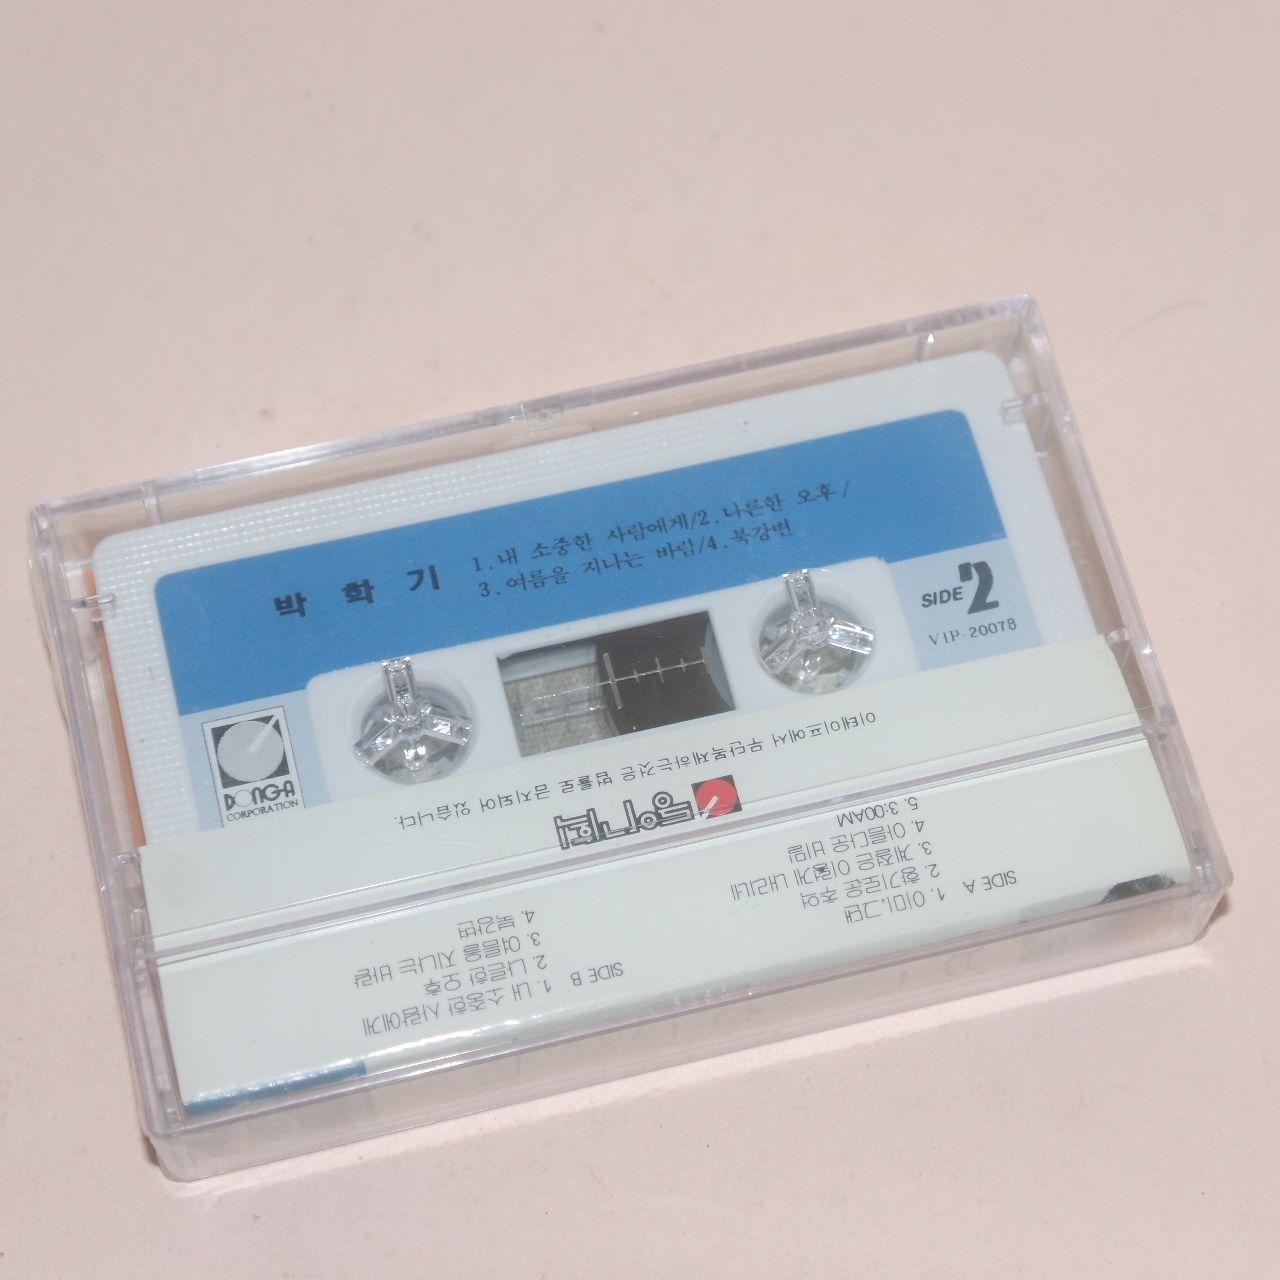 박 학 기
1.내 소중한 사람에게/2.나른한 오후/
3.여름을 지나는 바람/4.북강변
SIDE 2
VIP-20078
DONG-A
CORPORATION
이테이프에서 무단복제하는것은 법률로 금지되어 있습니다.
동아기획
SIDE A
1. 이미.그댄
2. 향기로운 추억
3. 계절은 이렇게 내리네
4. 아름다운 비밀
5. 3:00AM
SIDE B
1. 내 소중한 사람에게
2. 나른한 오후
3. 여름을 지나는 바람
4. 북강변